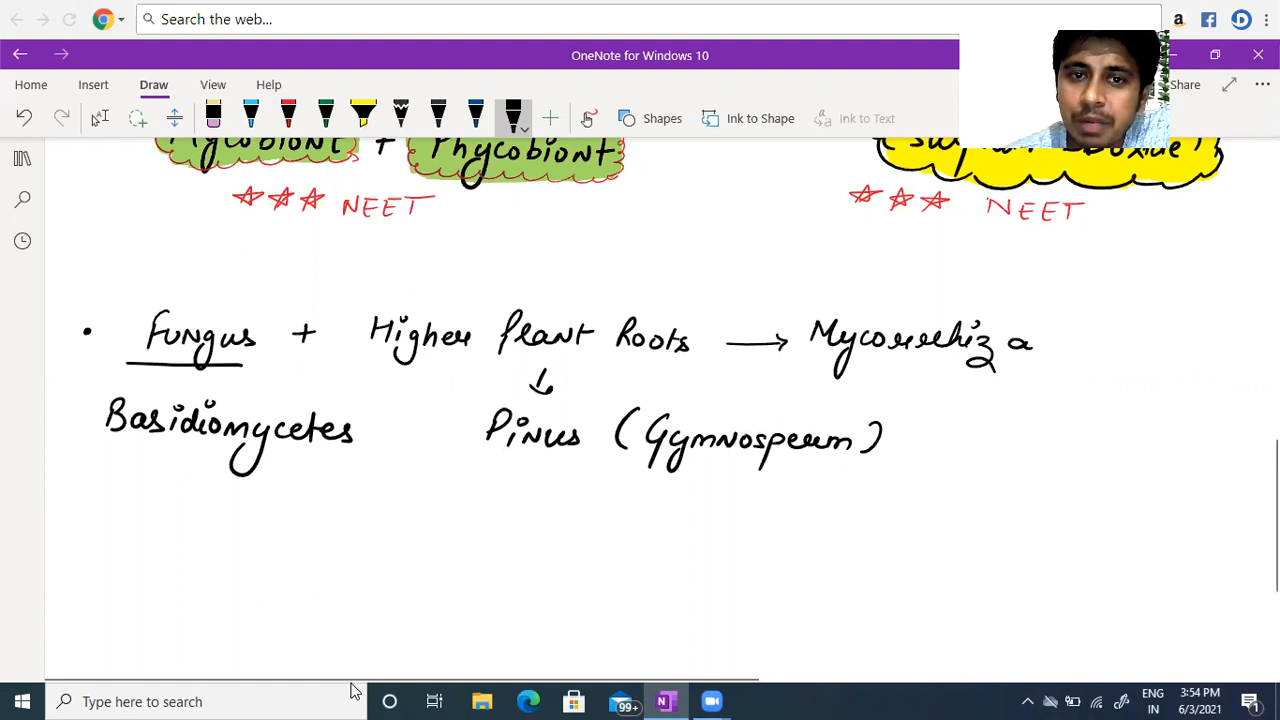 Search the web...
OneNote for Windows 10
Home Insert Draw View Help Share
Shapes Ink to Shape Ink to Text
Mycobiont + Phycobiont
NEET NEET
• Fungus + Higher Plant Roots → Mycorrhiza
Basidiomycetes Pinus (Gymnosperm)
Type here to search
99+
ENG
IN
3:54 PM
6/3/2021